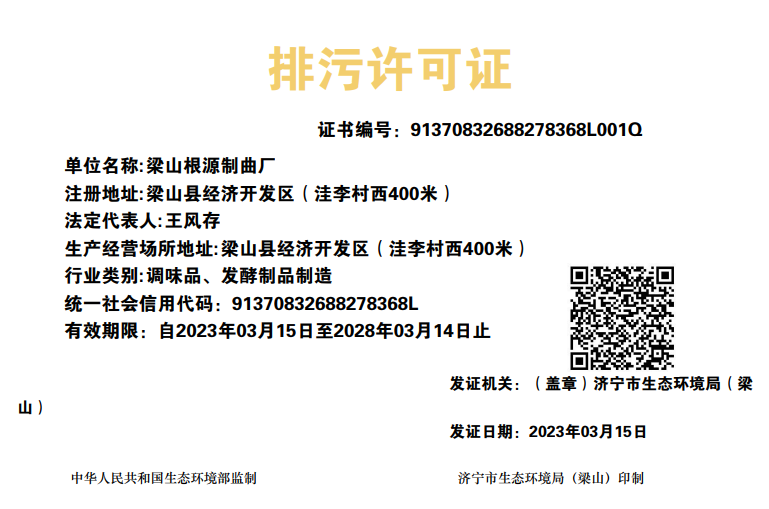 排污许可证
证书编号：91370832688278368L001Q
单位名称:梁山根源制曲厂
注册地址:梁山县经济开发区（洼李村西400米）
法定代表人:王风存
生产经营场所地址:梁山县经济开发区（洼李村西400米）
行业类别:调味品、发酵制品制造
统一社会信用代码：91370832688278368L
有效期限：自2023年03月15日至2028年03月14日止
发证机关：（盖章）济宁市生态环境局（梁
山）
发证日期：2023年03月15日
中华人民共和国生态环境部监制
济宁市生态环境局（梁山）印制